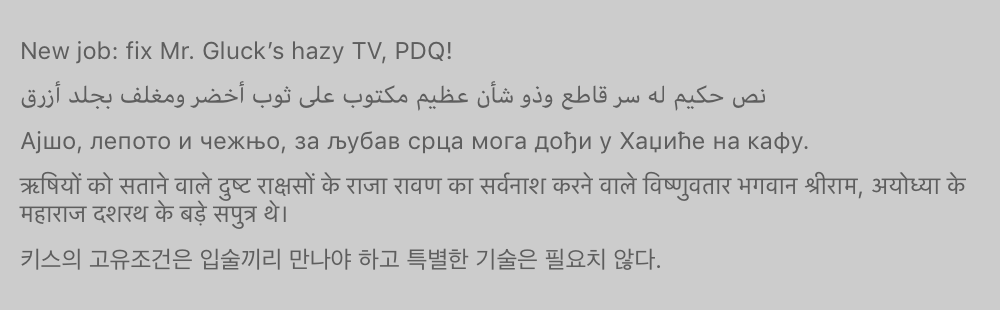 New job: fix Mr. Gluck’s hazy TV, PDQ!
نص حكيم له سر قاطع وذو شأن عظيم مكتوب على ثوب أخضر ومغلف بجلد أزرق
Ајшо, лепото и чежњо, за љубав срца мога дођи у Хаџиће на кафу.
ऋषियों को सताने वाले दुष्ट राक्षसों के राजा रावण का सर्वनाश करने वाले विष्णुवतार भगवान श्रीराम, अयोध्या के
महाराज दशरथ के बड़े सपुत्र थे।
키스의 고유조건은 입술끼리 만나야 하고 특별한 기술은 필요치 않다.